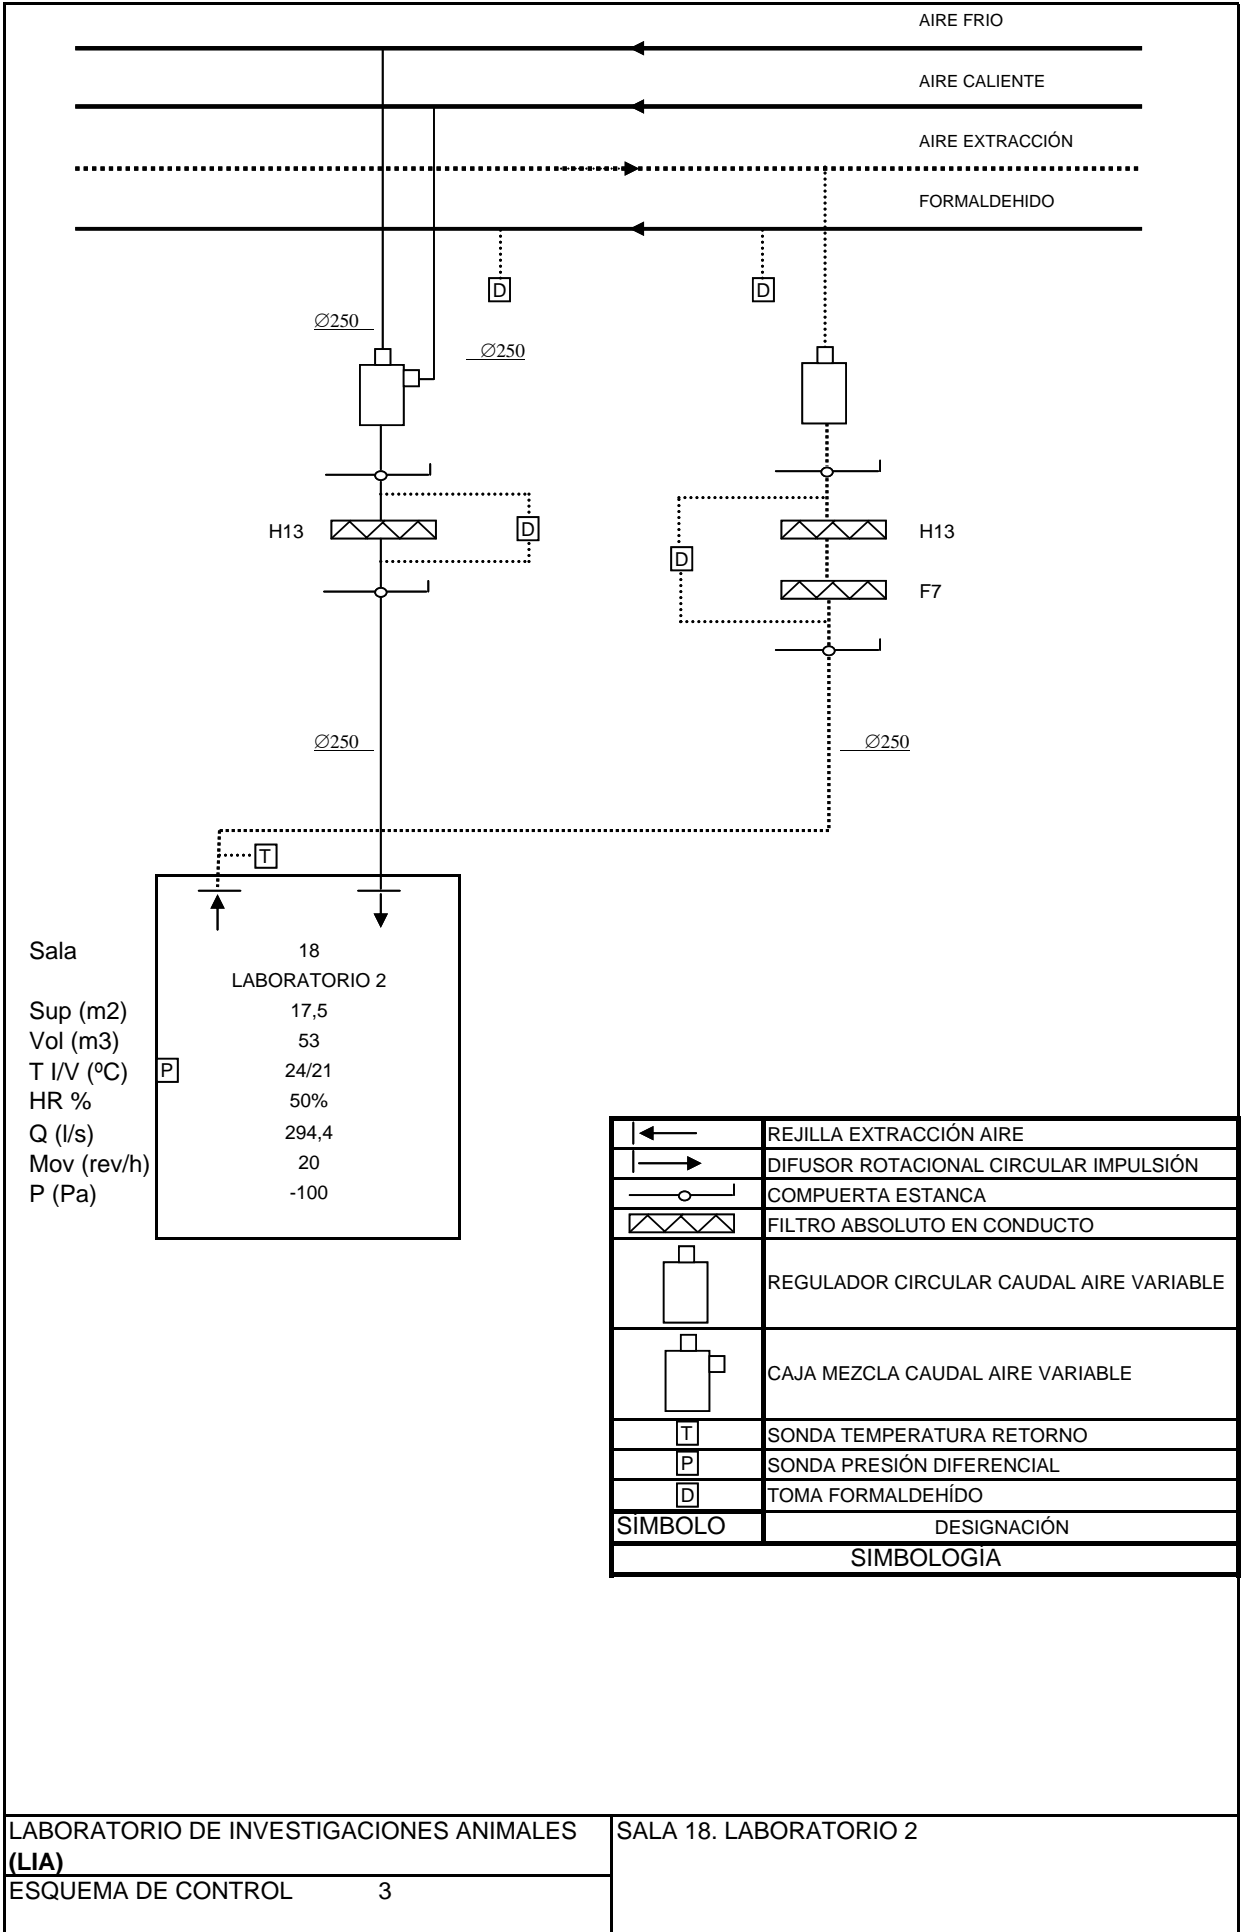 AIRE FRIO
AIRE CALIENTE
AIRE EXTRACCIÓN
FORMALDEHIDO
D
D
∅250
∅250
H13
D
D
H13
F7
∅250
∅250
T
Sala 18
LABORATORIO 2
Sup (m2) 17,5
Vol (m3) 53
T I/V (ºC) P 24/21
HR % 50%
Q (l/s) 294,4
Mov (rev/h) 20
P (Pa) -100
REJILLA EXTRACCIÓN AIRE
DIFUSOR ROTACIONAL CIRCULAR IMPULSIÓN
COMPUERTA ESTANCA
FILTRO ABSOLUTO EN CONDUCTO
REGULADOR CIRCULAR CAUDAL AIRE VARIABLE
CAJA MEZCLA CAUDAL AIRE VARIABLE
T SONDA TEMPERATURA RETORNO
P SONDA PRESIÓN DIFERENCIAL
D TOMA FORMALDEHÍDO
SÍMBOLO DESIGNACIÓN
SIMBOLOGÍA
LABORATORIO DE INVESTIGACIONES ANIMALES
(LIA)
SALA 18. LABORATORIO 2
ESQUEMA DE CONTROL 3